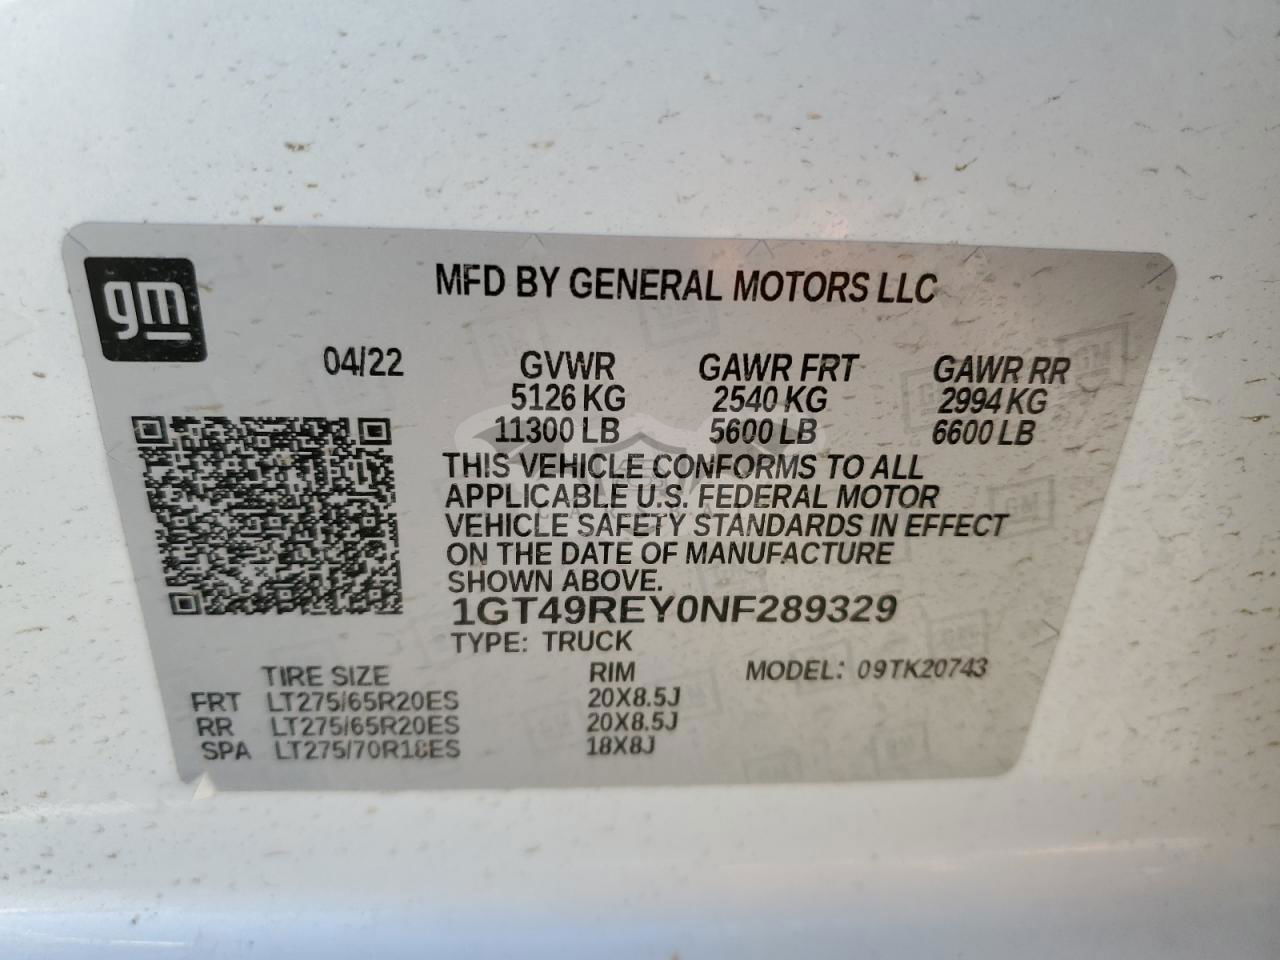 gm
MFD BY GENERAL MOTORS LLC
04/22 GVWR GAWR FRT GAWR RR
5126 KG 2540 KG 2994 KG
11300 LB 5600 LB 6600 LB
THIS VEHICLE CONFORMS TO ALL
APPLICABLE U.S. FEDERAL MOTOR
VEHICLE SAFETY STANDARDS IN EFFECT
ON THE DATE OF MANUFACTURE
SHOWN ABOVE.
1GT49REY0NF289329
TYPE: TRUCK
TIRE SIZE RIM MODEL: 09TK20743
FRT LT275/65R20ES 20X8.5J
RR LT275/65R20ES 20X8.5J
SPA LT275/70R18ES 18X8J